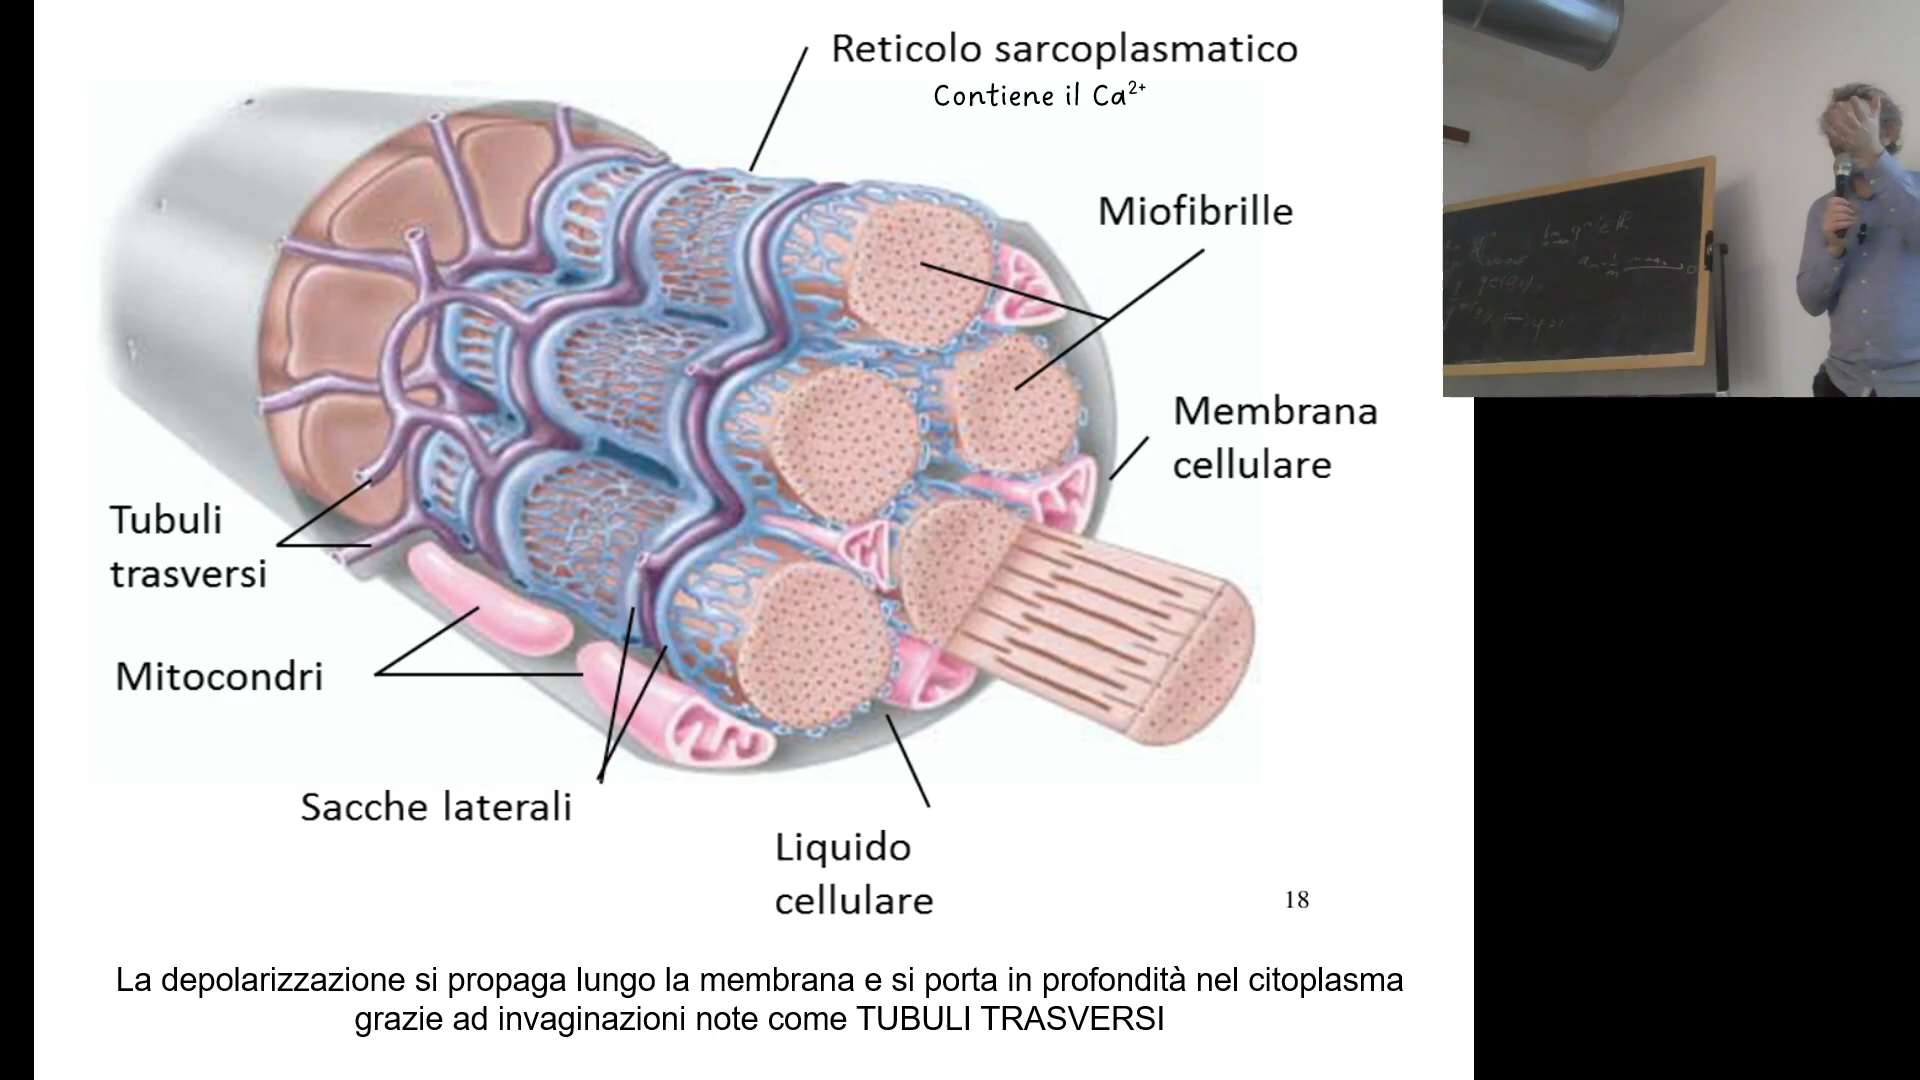 Reticolo sarcoplasmatico
Contiene il Ca²⁺
Miofibrille
Membrana
cellulare
Tubuli
trasversi
Mitocondri
Sacche laterali
Liquido
cellulare
18
La depolarizzazione si propaga lungo la membrana e si porta in profondità nel citoplasma
grazie ad invaginazioni note come TUBULI TRASVERSI